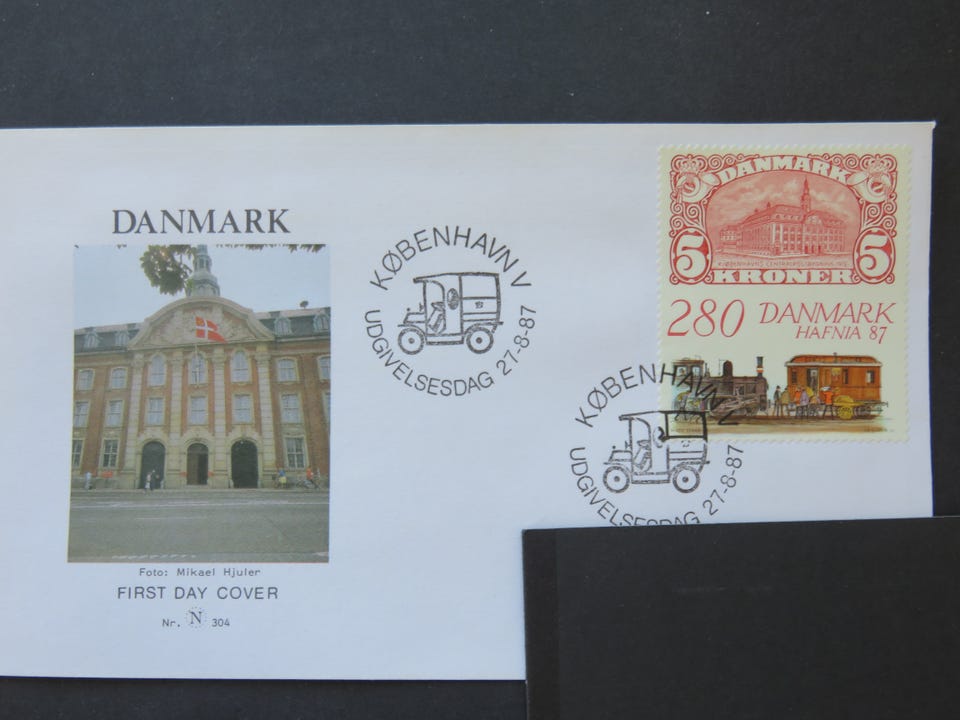 DANMARK
Foto: Mikael Hjuler
FIRST DAY COVER
Nr. N 304
KØBENHAVN V
UDGIVELSESDAG 27-8-87
DANMARK
5 5
KRONER
280 DANMARK
HAFNIA 87
KØBENHAVN V
UDGIVELSESDAG 27-8-87